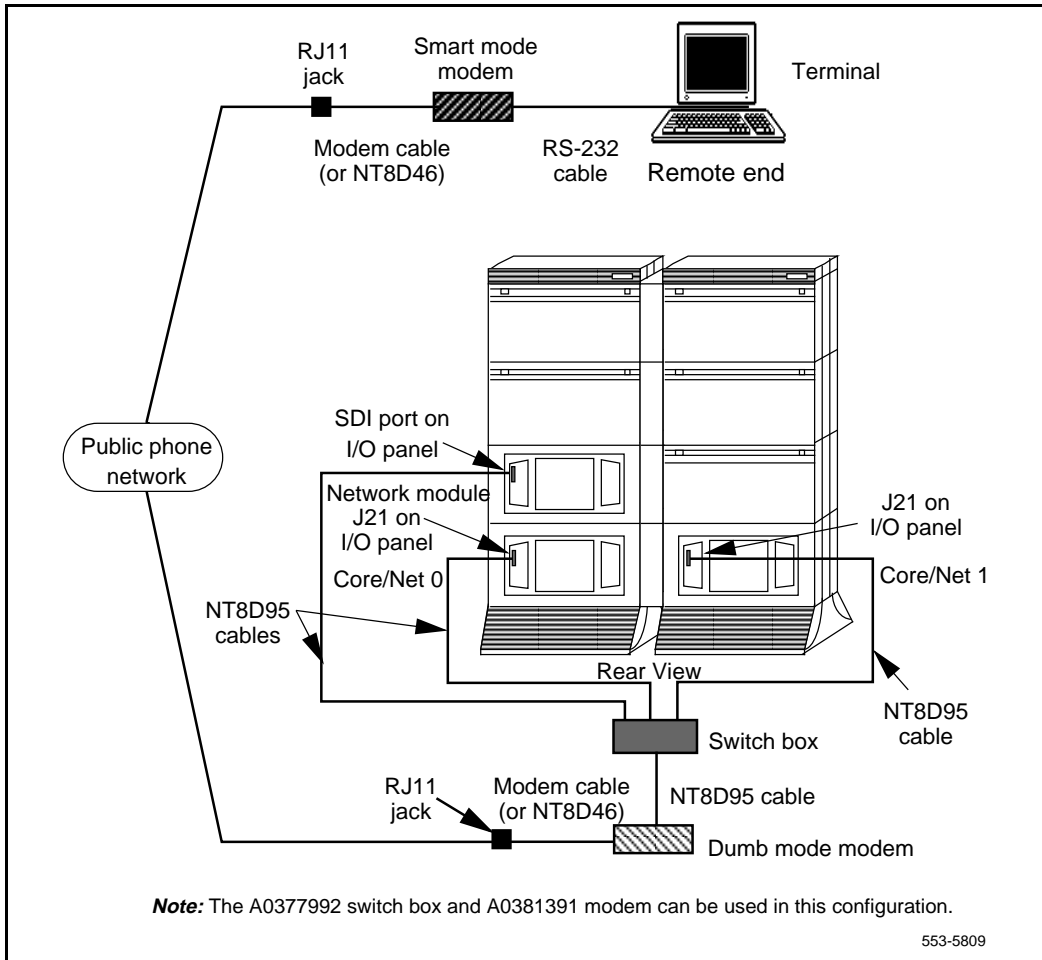 RJ11
jack
Smart mode
modem
Terminal
Modem cable
(or NT8D46)
RS-232
cable
Remote end
Public phone
network
SDI port on
I/O panel
Network module
J21 on
I/O panel
Core/Net 0
J21 on
I/O panel
Core/Net 1
NT8D95
cables
Rear View
NT8D95
cable
Switch box
RJ11
jack
Modem cable
(or NT8D46)
NT8D95 cable
Dumb mode modem
Note: The A0377992 switch box and A0381391 modem can be used in this configuration.
553-5809